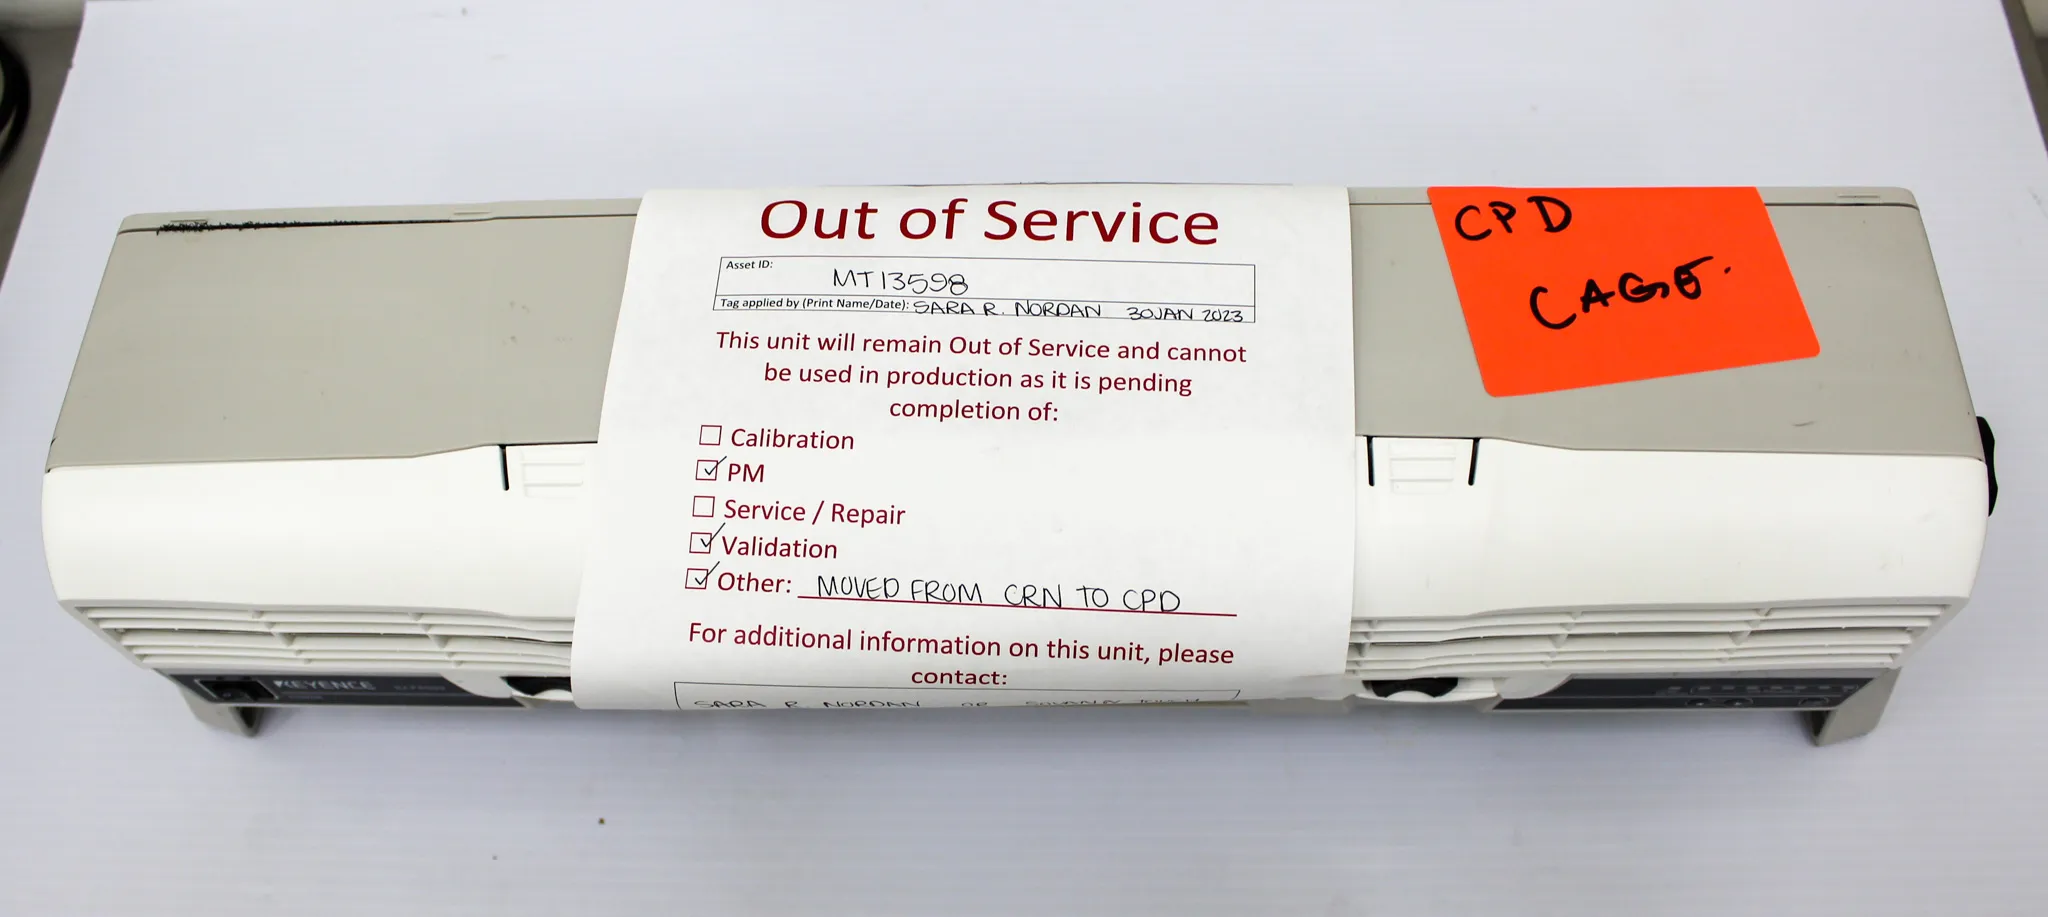 Out of Service
Asset ID: MT13598
Tag applied by (Print Name/Date): SARA R. NORDAN 30JAN 2023
This unit will remain Out of Service and cannot
be used in production as it is pending
completion of:
Calibration
PM
Service / Repair
Validation
Other: MOVED FROM CRN TO CPD
For additional information on this unit, please
contact:
SARA R NORDAN OR
CPD
CAGE.
KEYENCE